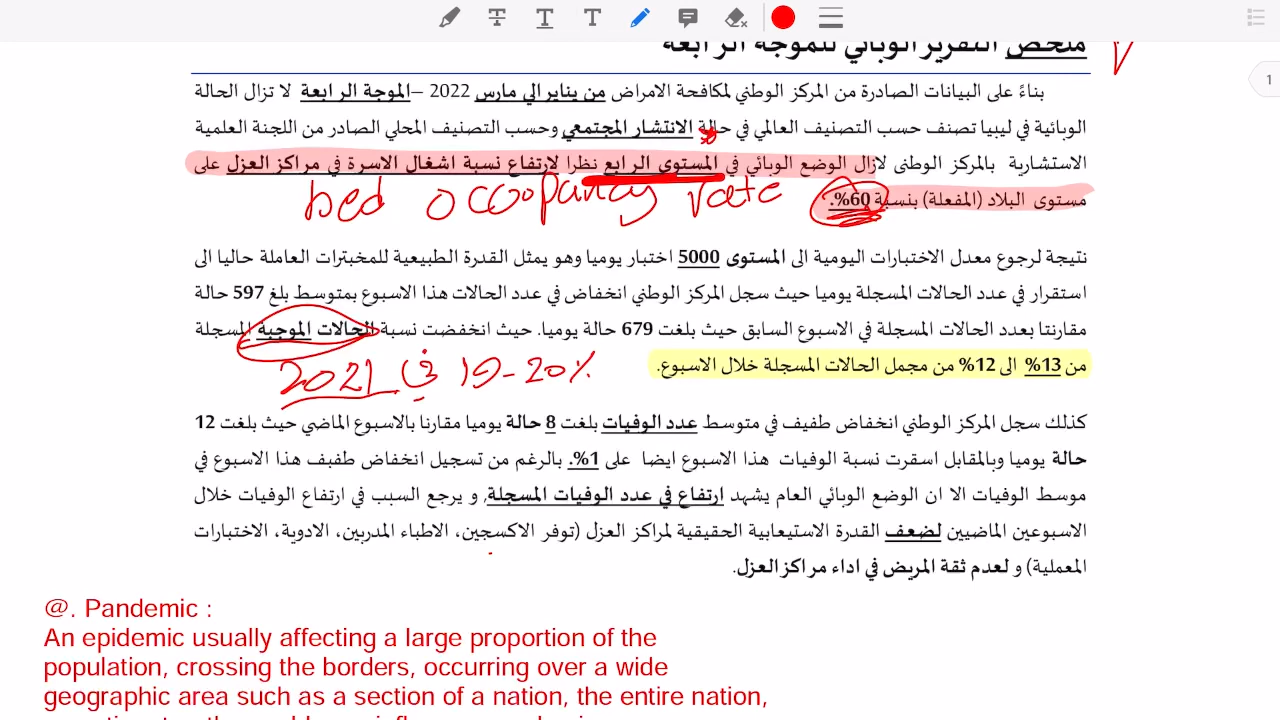 ملخص التقرير الوبائي للموجة الرابعة
1
بناءً على البيانات الصادرة من المركز الوطني لمكافحة الامراض من يناير الي مارس 2022 – الموجة الرابعة لا تزال الحالة
الوبائية في ليبيا تصنف حسب التصنيف العالمي في حالة الانتشار المجتمعي وحسب التصنيف المحلي الصادر من اللجنة العلمية
الاستشارية بالمركز الوطنى لازال الوضع الوبائي في المستوى الرابع نظرا لإرتفاع نسبة اشغال الاسرة في مراكز العزل على
مستوى البلاد (المفعلة) بنسبة 60%.
bed occopancy rate
نتيجة لرجوع معدل الاختبارات اليومية الى المستوى 5000 اختبار يوميا وهو يمثل القدرة الطبيعية للمختبرات العاملة حاليا الى
استقرار في عدد الحالات المسجلة يوميا حيث سجل المركز الوطني انخفاض في عدد الحالات هذا الاسبوع بمتوسط بلغ 597 حالة
مقارنتا بعدد الحالات المسجلة في الاسبوع السابق حيث بلغت 679 حالة يوميا. حيث انخفضت نسبة الحالات الموجبة المسجلة
من 13% الى 12% من مجمل الحالات المسجلة خلال الاسبوع.
19-20% في 2021
كذلك سجل المركز الوطني انخفاض طفيف في متوسط عدد الوفيات بلغت 8 حالة يوميا مقارنا بالاسبوع الماضي حيث بلغت 12
حالة يوميا وبالمقابل اسقرت نسبة الوفيات هذا الاسبوع ايضا على 1%. بالرغم من تسجيل انخفاض طفبف هذا الاسبوع في
موسط الوفيات الا ان الوضع الوبائي العام يشهد إرتفاع في عدد الوفيات المسجلة, و يرجع السبب في ارتفاع الوفيات خلال
الاسبوعين الماضيين لضعف القدرة الاستيعابية الحقيقية لمراكز العزل (توفر الاكسجين، الاطباء المدربين، الادوية، الاختبارات
المعملية) و لعدم ثقة المريض في اداء مراكز العزل.
@. Pandemic :
An epidemic usually affecting a large proportion of the
population, crossing the borders, occurring over a wide
geographic area such as a section of a nation, the entire nation,